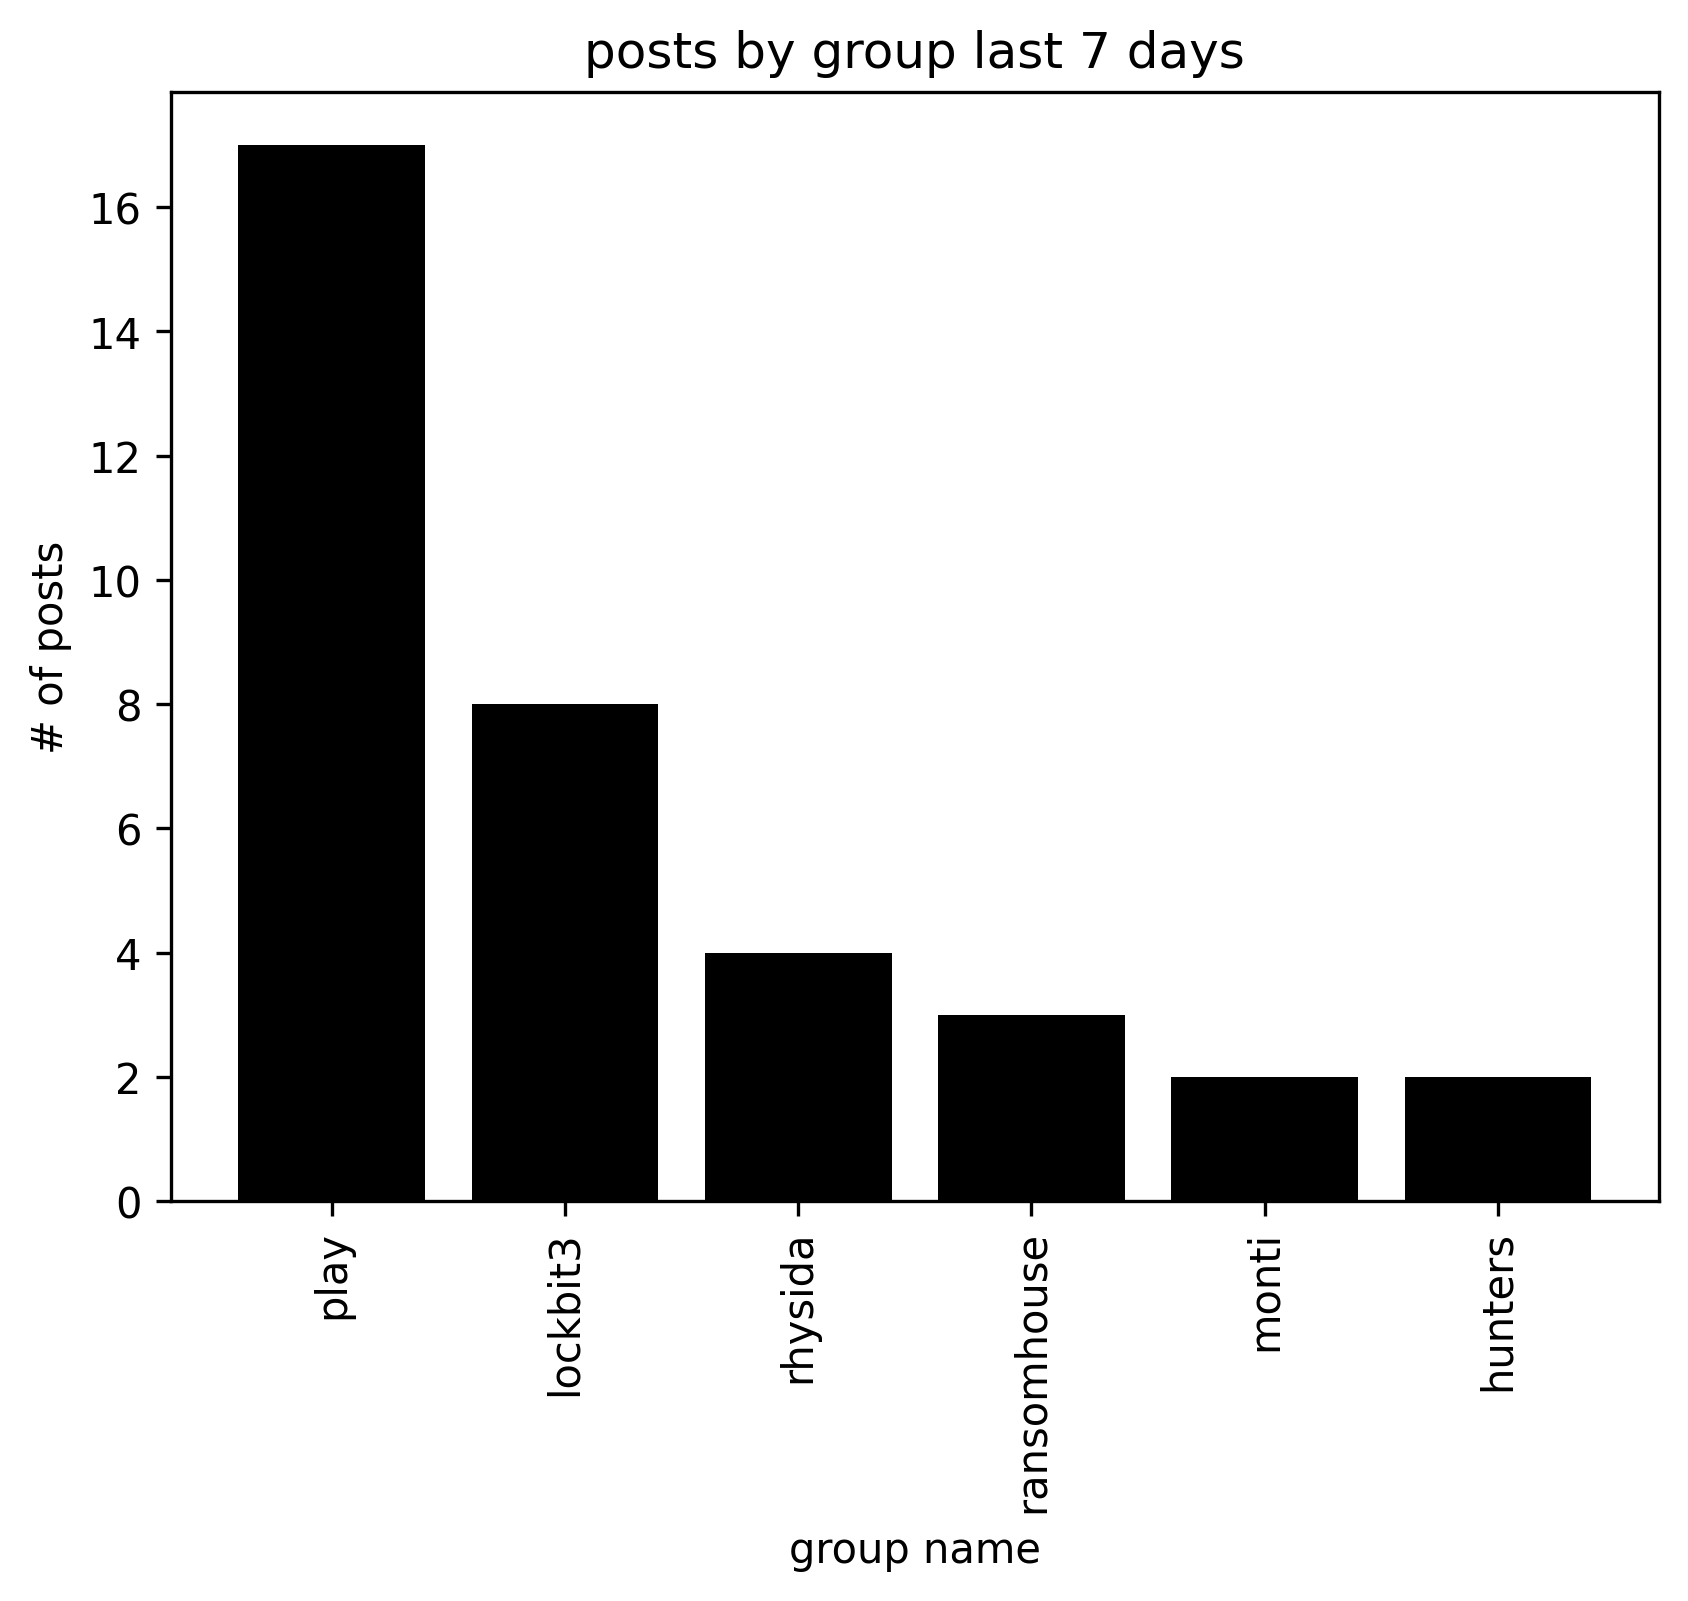 posts by group last 7 days
# of posts
16
14
12
10
8
6
4
2
0
play
lockbit3
rhysida
ransomhouse
monti
hunters
group name